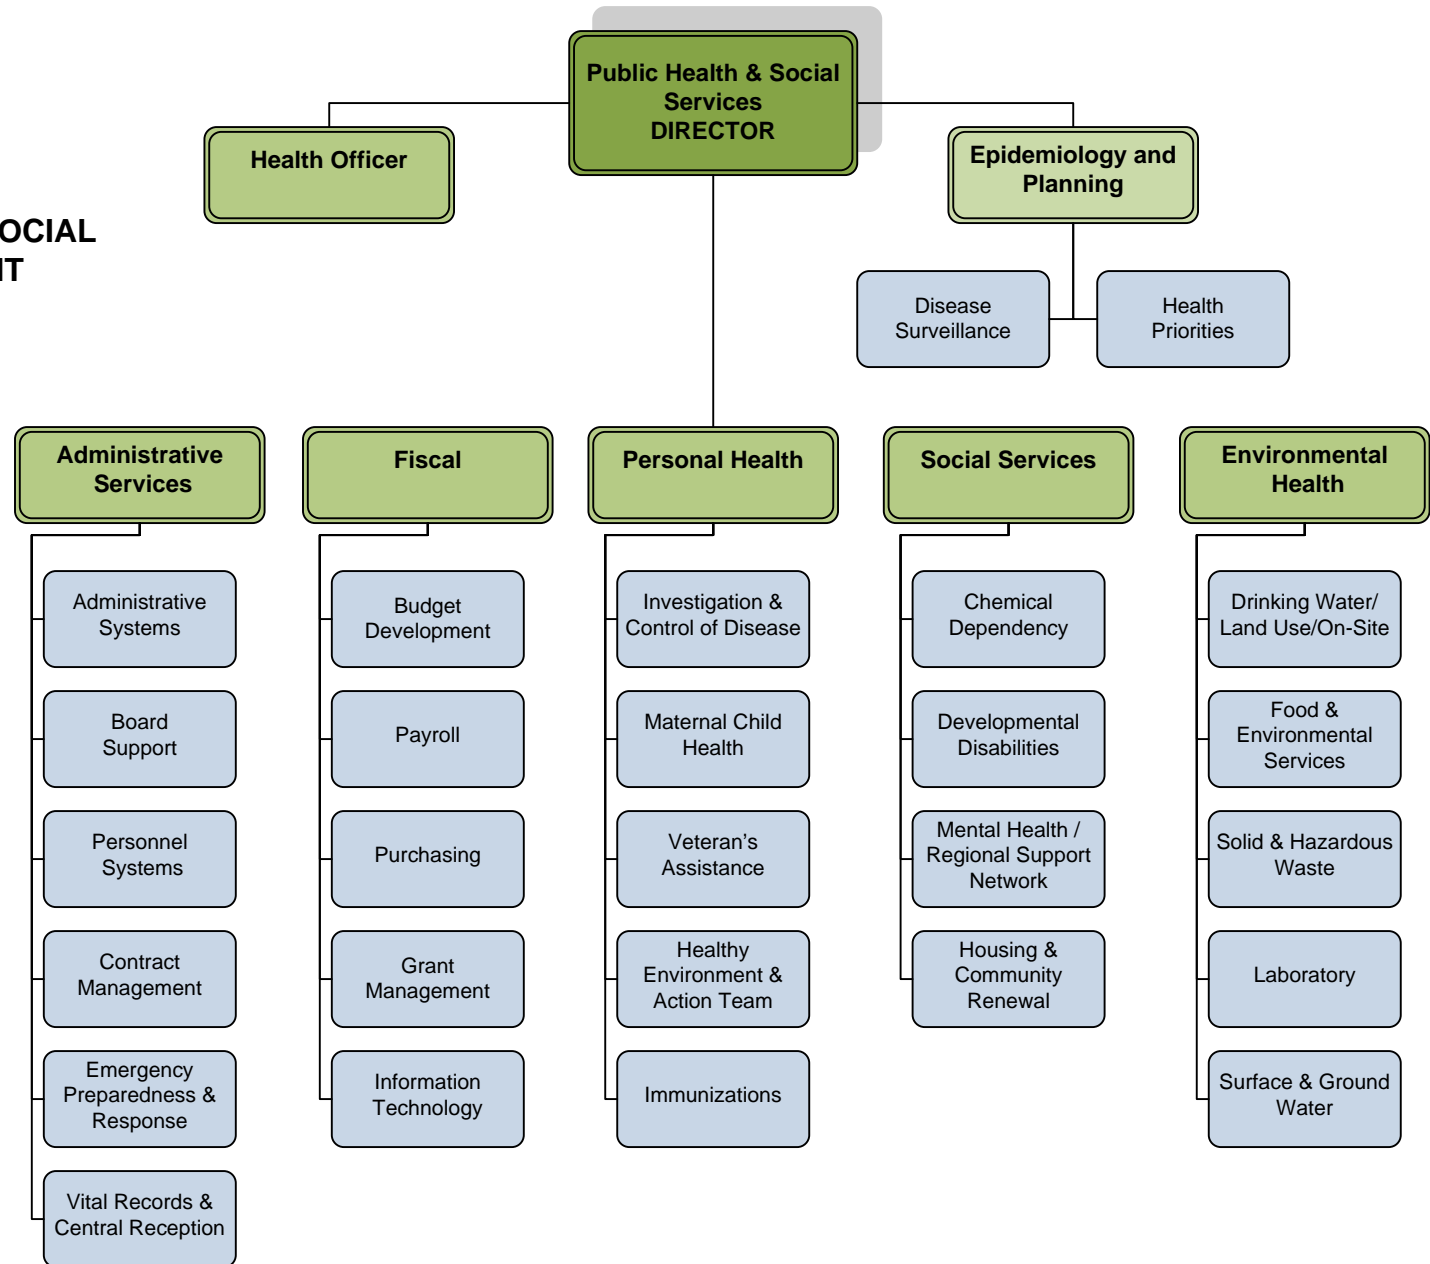 Public Health & Social
Services
DIRECTOR
Health Officer
Epidemiology and
Planning
OCIAL
IT
Disease
Surveillance
Health
Priorities
Administrative
Services
Fiscal
Personal Health
Social Services
Environmental
Health
Administrative
Systems
Board
Support
Personnel
Systems
Contract
Management
Emergency
Preparedness &
Response
Vital Records &
Central Reception
Budget
Development
Payroll
Purchasing
Grant
Management
Information
Technology
Investigation &
Control of Disease
Maternal Child
Health
Veteran’s
Assistance
Healthy
Environment &
Action Team
Immunizations
Chemical
Dependency
Developmental
Disabilities
Mental Health /
Regional Support
Network
Housing &
Community
Renewal
Drinking Water/
Land Use/On-Site
Food &
Environmental
Services
Solid & Hazardous
Waste
Laboratory
Surface & Ground
Water